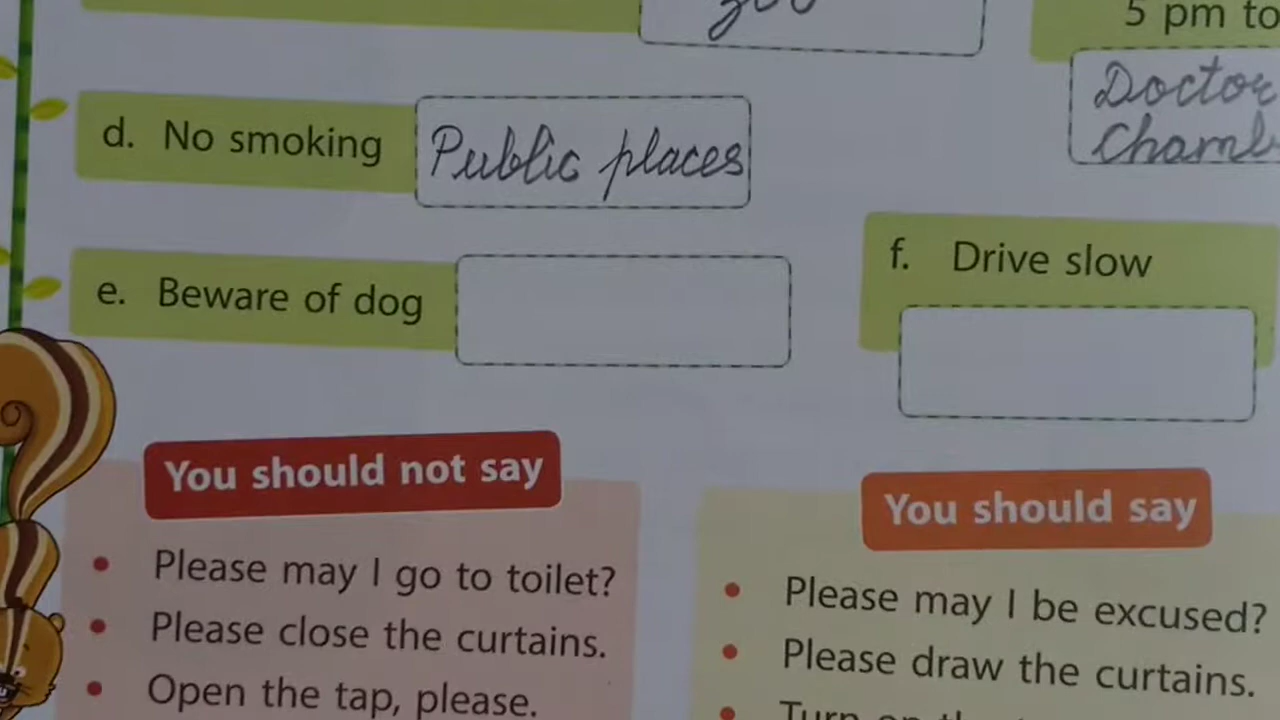 zoo
5 pm to
Doctor
d. No smoking
Public places
e. Beware of dog
f. Drive slow
You should not say
• Please may I go to toilet?
• Please close the curtains.
• Open the tap, please.
You should say
• Please may I be excused?
• Please draw the curtains.